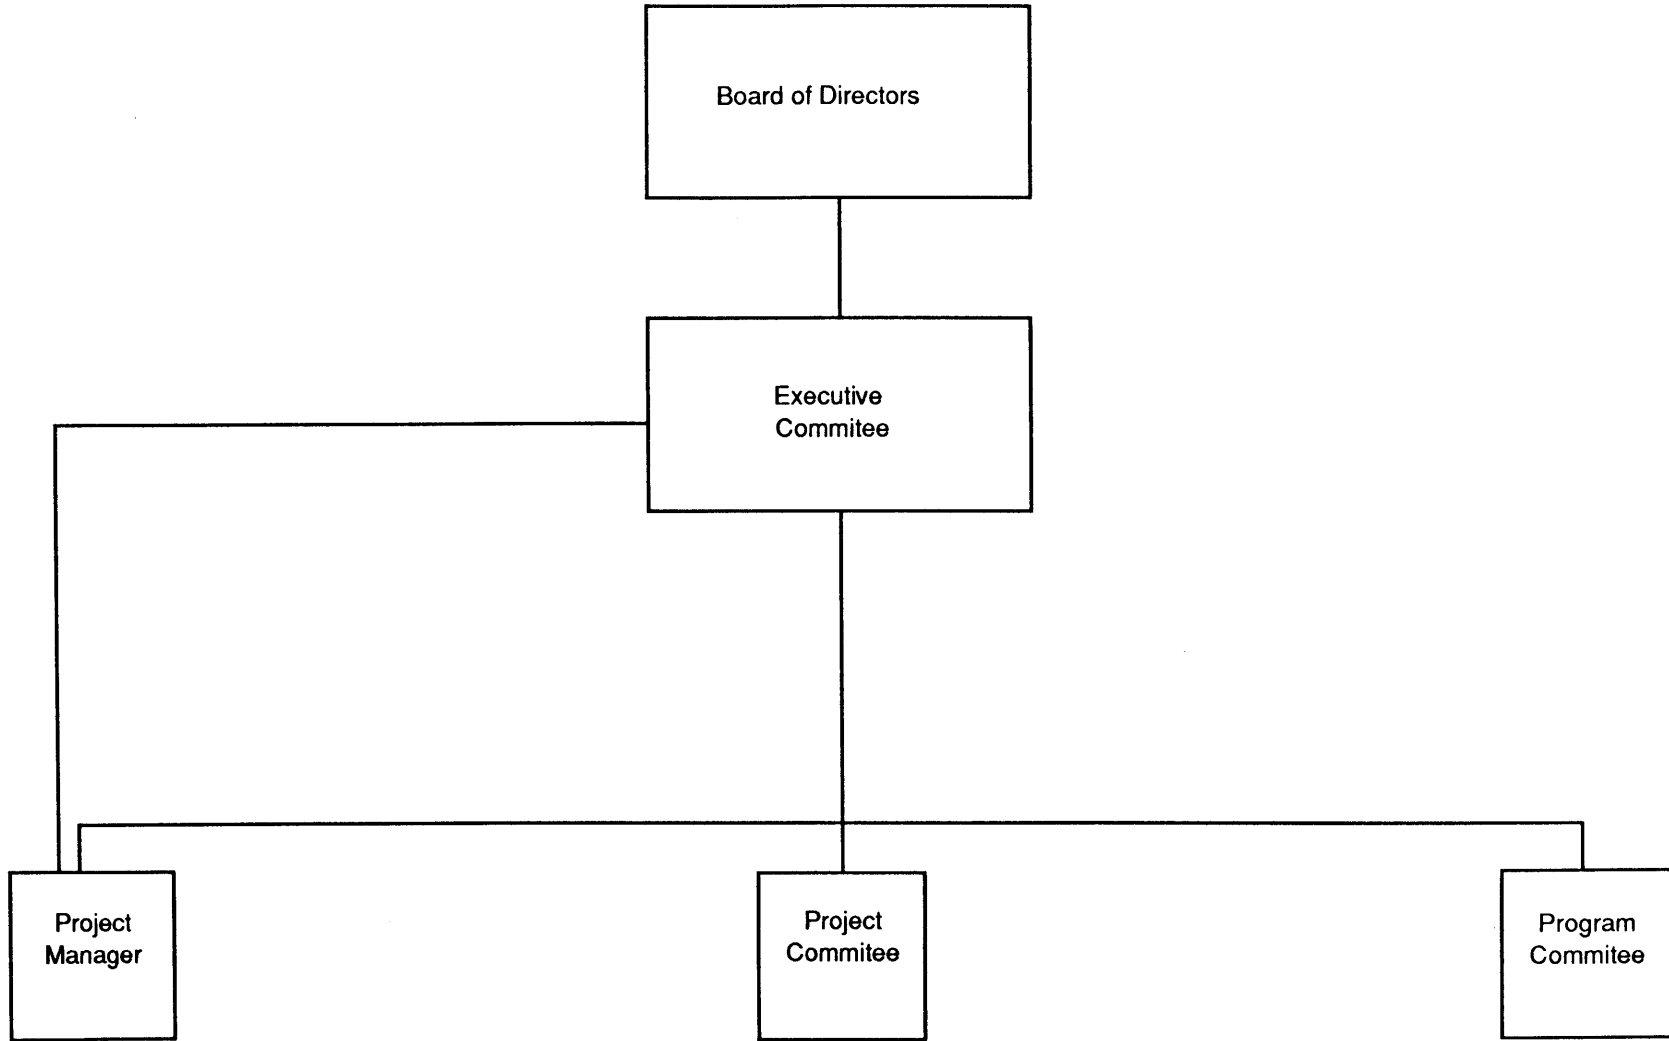 Board of Directors
Executive
Commitee
Project
Manager
Project
Commitee
Program
Commitee